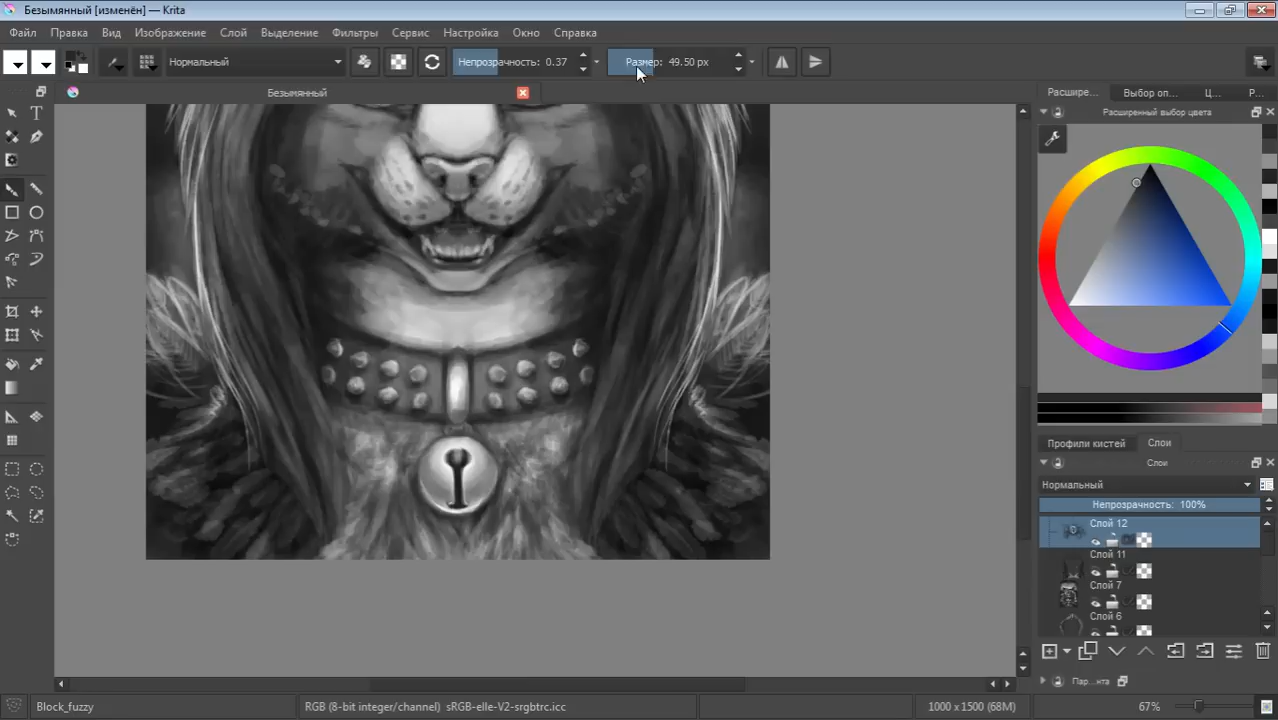 Безымянный [изменён] — Krita
Файл Правка Вид Изображение Слой Выделение Фильтры Сервис Настройка Окно Справка
Нормальный Непрозрачность: 0.37 Размер: 49.50 px
Безымянный
Расшире... Выбор оп... Ц... Р...
Расширенный выбор цвета
Профили кистей Слои
Слои
Нормальный
Непрозрачность: 100%
Слой 12
Слой 11
Слой 7
Слой 6
Пар...нта
Block_fuzzy RGB (8-bit integer/channel) sRGB-elle-V2-srgbtrc.icc 1000 x 1500 (68M) 67%